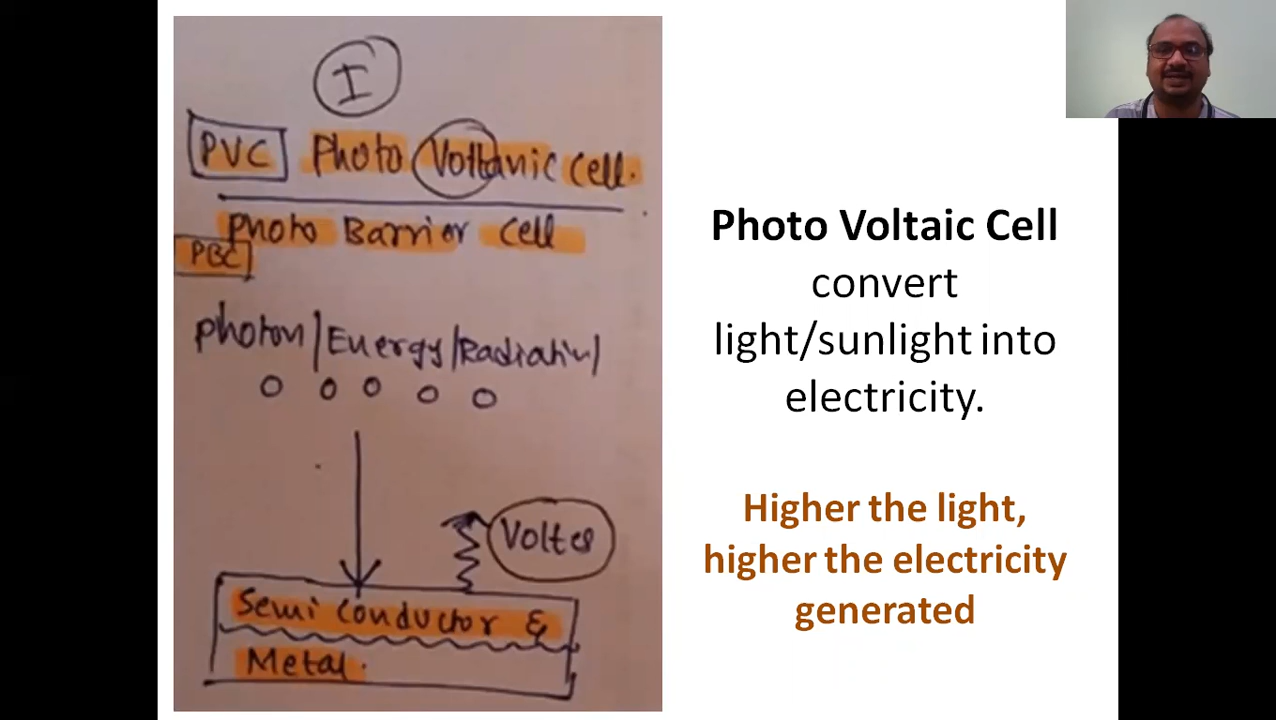 I
PVC Photo Voltanic Cell.
Photo Barrier Cell
PBC
Photon/Energy/Radiation/
Voltes
Semi Conductor &
Metal.
Photo Voltaic Cell
convert
light/sunlight into
electricity.
Higher the light,
higher the electricity
generated